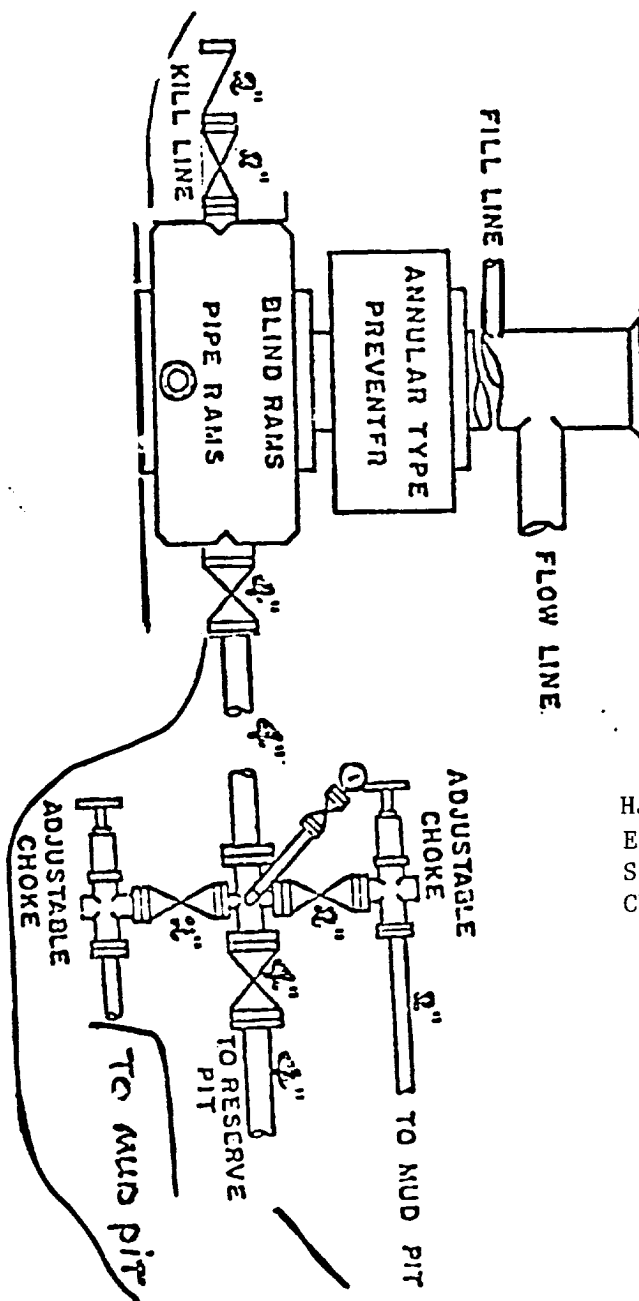 FILL LINE
FLOW LINE
ANNULAR TYPE
PREVENTER
BLIND RAMS
PIPE RAMS
2"
2"
KILL LINE
4"
4"
ADJUSTABLE
CHOKE
2"
2"
TO MUD PIT
4"
4"
TO RESERVE
PIT
2"
ADJUSTABLE
CHOKE
TO MUD PIT
E
S
C